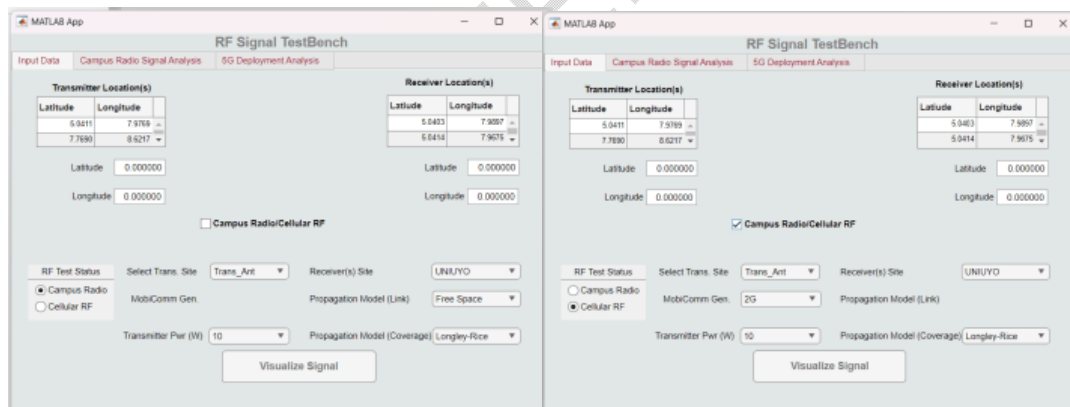 MATLAB App
RF Signal TestBench
Input Data Campus Radio Signal Analysis 5G Deployment Analysis
Transmitter Location(s) Receiver Location(s)
Latitude Longitude Latiude Longitude
5.0411 7.9769 5.0403 7.9897
7.7690 8.6217 5.0414 7.9675
Latitude 0.000000 Latitude 0.000000
Longitude 0.000000 Longitude 0.000000
Campus Radio/Cellular RF
RF Test Status Select Trans. Site Trans_Ant Receiver(s) Site UNIUYO
Campus Radio MobiComm Gen. Propagation Model (Link) Free Space
Cellular RF
Transmitter Pwr (W) 10 Propagation Model (Coverage) Longley-Rice
Visualize Signal
MATLAB App
RF Signal TestBench
Input Data Campus Radio Signal Analysis 5G Deployment Analysis
Transmitter Location(s) Receiver Location(s)
Latitude Longitude Latiude Longitude
5.0411 7.9769 5.0403 7.9897
7.7690 8.6217 5.0414 7.9675
Latitude 0.000000 Latitude 0.000000
Longitude 0.000000 Longitude 0.000000
Campus Radio/Cellular RF
RF Test Status Select Trans. Site Trans_Ant Receiver(s) Site UNIUYO
Campus Radio MobiComm Gen. 2G Propagation Model (Link)
Cellular RF
Transmitter Pwr (W) 10 Propagation Model (Coverage) Longley-Rice
Visualize Signal